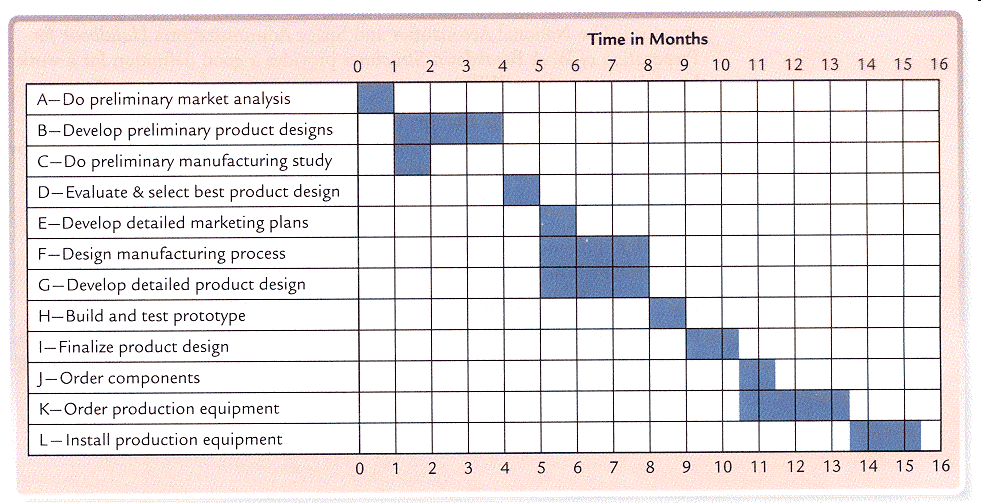 Time in Months
0 1 2 3 4 5 6 7 8 9 10 11 12 13 14 15 16
A—Do preliminary market analysis
B—Develop preliminary product designs
C—Do preliminary manufacturing study
D—Evaluate & select best product design
E—Develop detailed marketing plans
F—Design manufacturing process
G—Develop detailed product design
H—Build and test prototype
I—Finalize product design
J—Order components
K—Order production equipment
L—Install production equipment
0 1 2 3 4 5 6 7 8 9 10 11 12 13 14 15 16